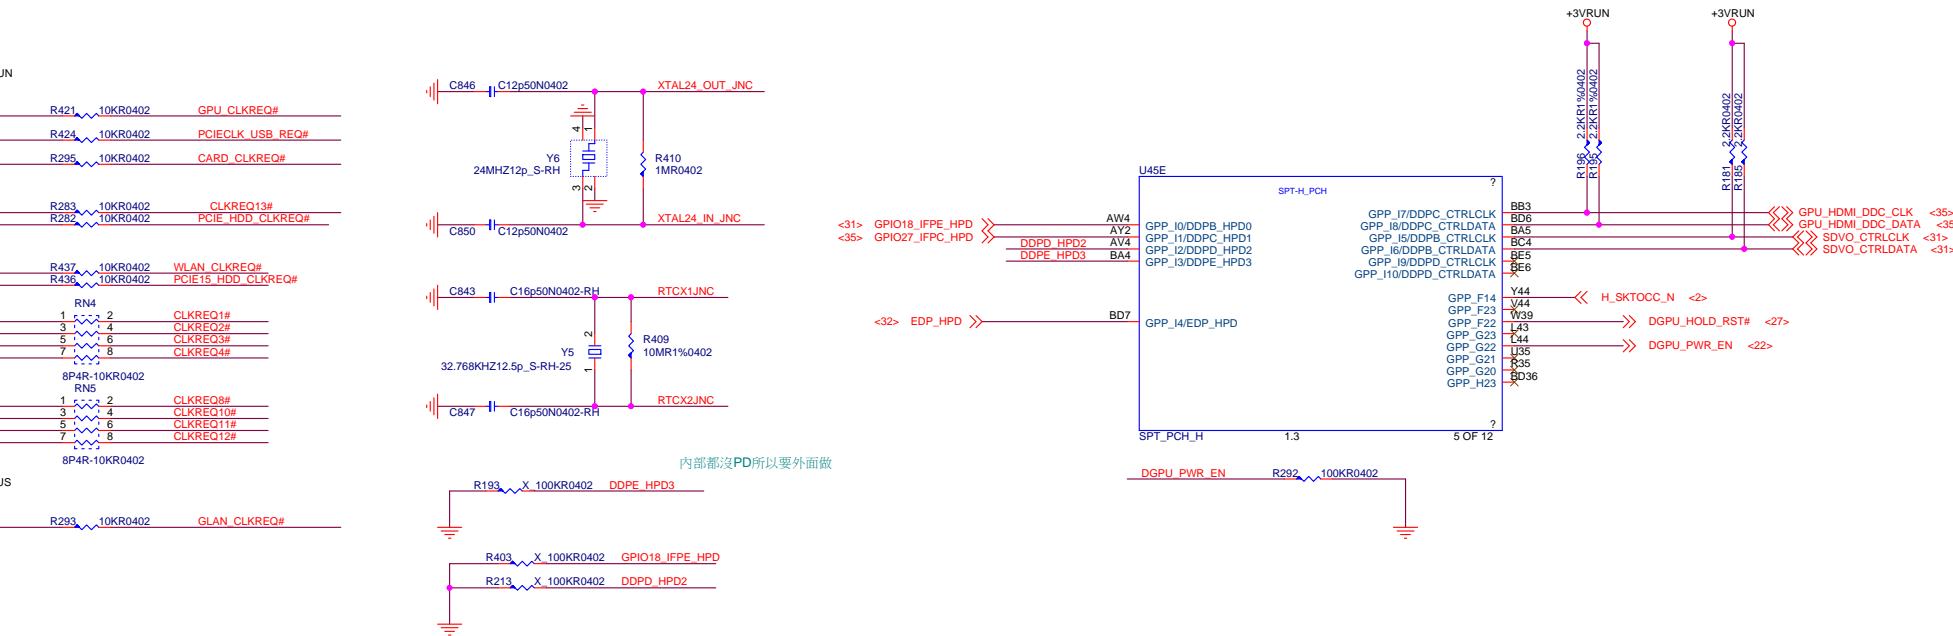 UN
R421 10KR0402 GPU_CLKREQ#
R424 10KR0402 PCIECLK_USB_REQ#
R295 10KR0402 CARD_CLKREQ#
R283 10KR0402 CLKREQ13#
R282 10KR0402 PCIE_HDD_CLKREQ#
R437 10KR0402 WLAN_CLKREQ#
R436 10KR0402 PCIE15_HDD_CLKREQ#
RN4
1 2 CLKREQ1#
3 4 CLKREQ2#
5 6 CLKREQ3#
7 8 CLKREQ4#
8P4R-10KR0402
RN5
1 2 CLKREQ8#
3 4 CLKREQ10#
5 6 CLKREQ11#
7 8 CLKREQ12#
8P4R-10KR0402
US
R293 10KR0402 GLAN_CLKREQ#
C846 C12p50N0402 XTAL24_OUT_JNC
4 1
Y6
24MHZ12p_S-RH
3 2
R410
1MR0402
C850 C12p50N0402 XTAL24_IN_JNC
C843 C16p50N0402-RH RTCX1JNC
2
Y5
32.768KHZ12.5p_S-RH-25
1
R409
10MR1%0402
C847 C16p50N0402-RH RTCX2JNC
內部都沒PD所以要外面做
R193 X_100KR0402 DDPE_HPD3
R403 X_100KR0402 GPIO18_IFPE_HPD
R213 X_100KR0402 DDPD_HPD2
+3VRUN +3VRUN
R196 2.2KR1%0402
R195 2.2KR1%0402
R181 2.2KR0402
R185 2.2KR0402
U45E
SPT-H_PCH
?
<31> GPIO18_IFPE_HPD AW4 GPP_I0/DDPB_HPD0
<35> GPIO27_IFPC_HPD AY2 GPP_I1/DDPC_HPD1
DDPD_HPD2 AV4 GPP_I2/DDPD_HPD2
DDPE_HPD3 BA4 GPP_I3/DDPE_HPD3
<32> EDP_HPD BD7 GPP_I4/EDP_HPD
GPP_I7/DDPC_CTRLCLK BB3 GPU_HDMI_DDC_CLK <35>
GPP_I8/DDPC_CTRLDATA BD6 GPU_HDMI_DDC_DATA <35
GPP_I5/DDPB_CTRLCLK BA5 SDVO_CTRLCLK <31>
GPP_I6/DDPB_CTRLDATA BC4 SDVO_CTRLDATA <31>
GPP_I9/DDPD_CTRLCLK BE5
GPP_I10/DDPD_CTRLDATA BE6
GPP_F14 Y44 H_SKTOCC_N <2>
GPP_F23 V44
GPP_F22 W39 DGPU_HOLD_RST# <27>
GPP_G23 L43
GPP_G22 L44 DGPU_PWR_EN <22>
GPP_G21 U35
GPP_G20 R35
GPP_H23 BD36
?
SPT_PCH_H 1.3 5 OF 12
DGPU_PWR_EN R292 100KR0402